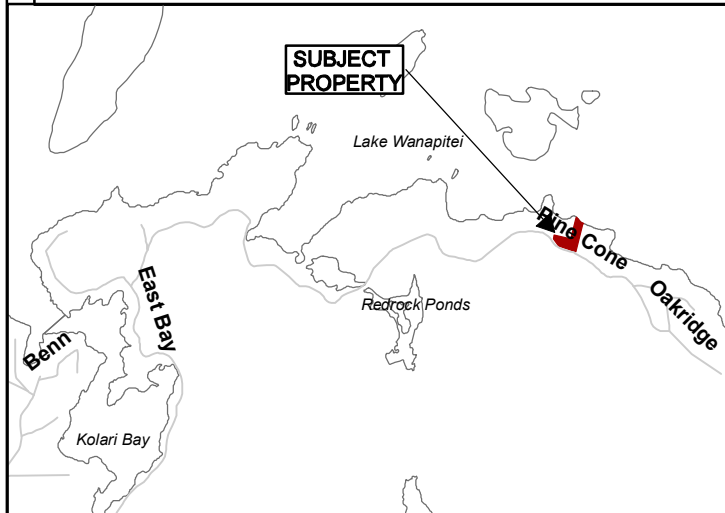 SUBJECT
PROPERTY
Lake Wanapitei
Pine Cone
East Bay
Redrock Ponds
Oakridge
Benn
Kolari Bay